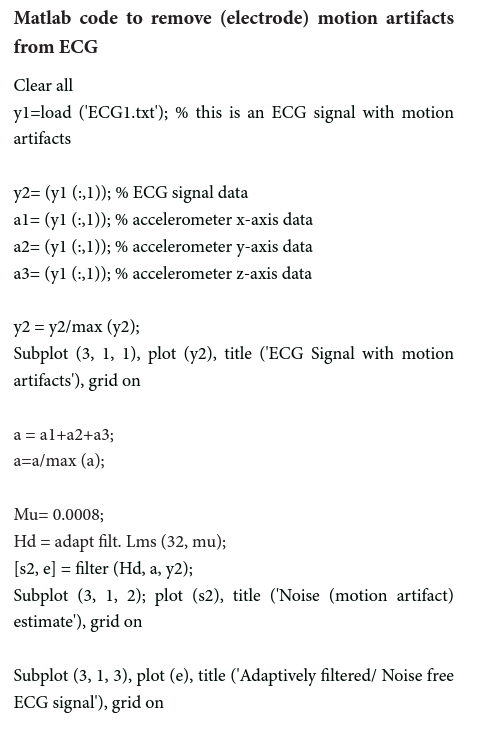 Matlab code to remove (electrode) motion artifacts
from ECG
Clear all
y1=load ('ECG1.txt'); % this is an ECG signal with motion
artifacts
y2= (y1 (:,1)); % ECG signal data
a1= (y1 (:,1)); % accelerometer x-axis data
a2= (y1 (:,1)); % accelerometer y-axis data
a3= (y1 (:,1)); % accelerometer z-axis data
y2 = y2/max (y2);
Subplot (3, 1, 1), plot (y2), title ('ECG Signal with motion
artifacts'), grid on
a = a1+a2+a3;
a=a/max (a);
Mu= 0.0008;
Hd = adapt filt. Lms (32, mu);
[s2, e] = filter (Hd, a, y2);
Subplot (3, 1, 2); plot (s2), title ('Noise (motion artifact)
estimate'), grid on
Subplot (3, 1, 3), plot (e), title ('Adaptively filtered/ Noise free
ECG signal'), grid on